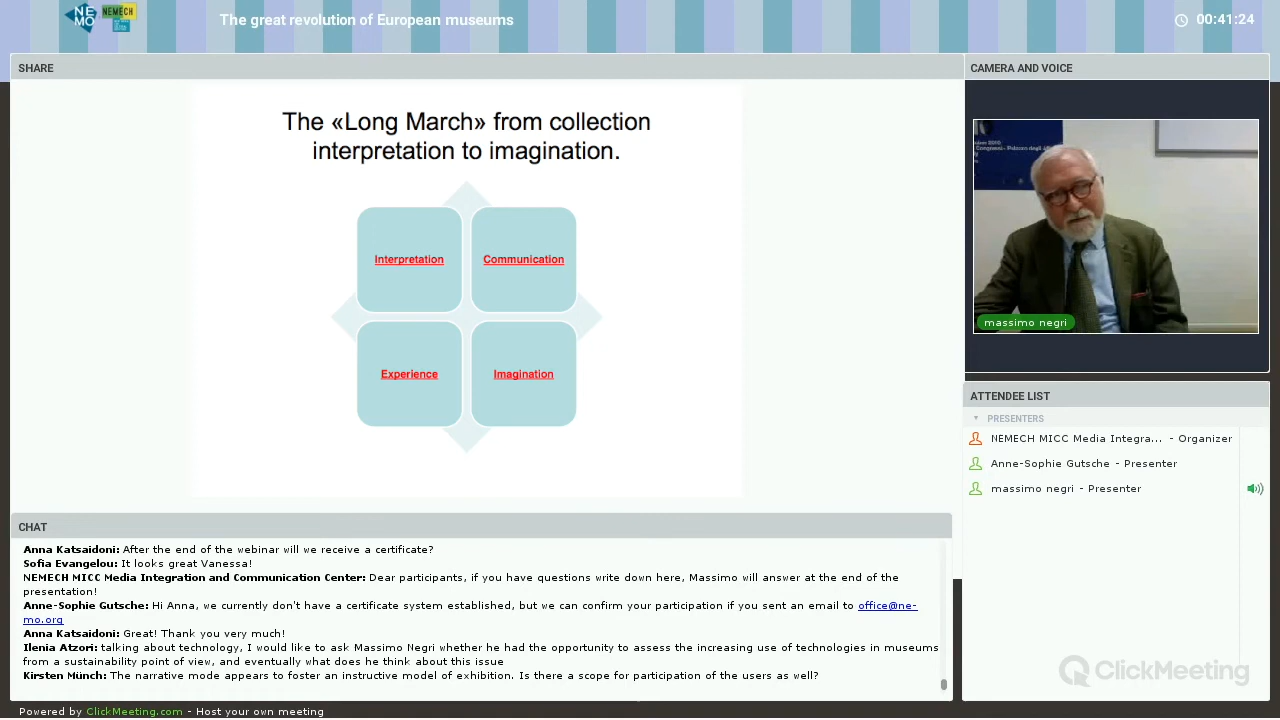 NE
MO
NEMECH
The great revolution of European museums
00:41:24
SHARE
The «Long March» from collection
interpretation to imagination.
Interpretation
Communication
Experience
Imagination
CAMERA AND VOICE
massimo negri
ATTENDEE LIST
PRESENTERS
NEMECH MICC Media Integra... - Organizer
Anne-Sophie Gutsche - Presenter
massimo negri - Presenter
CHAT
Anna Katsaidoni: After the end of the webinar will we receive a certificate?
Sofia Evangelou: It looks great Vanessa!
NEMECH MICC Media Integration and Communication Center: Dear participants, if you have questions write down here, Massimo will answer at the end of the
presentation!
Anne-Sophie Gutsche: Hi Anna, we currently don't have a certificate system established, but we can confirm your participation if you sent an email to office@ne-
mo.org
Anna Katsaidoni: Great! Thank you very much!
Ilenia Atzori: talking about technology, I would like to ask Massimo Negri whether he had the opportunity to assess the increasing use of technologies in museums
from a sustainability point of view, and eventually what does he think about this issue
Kirsten Münch: The narrative mode appears to foster an instructive model of exhibition. Is there a scope for participation of the users as well?
ClickMeeting
Powered by ClickMeeting.com - Host your own meeting